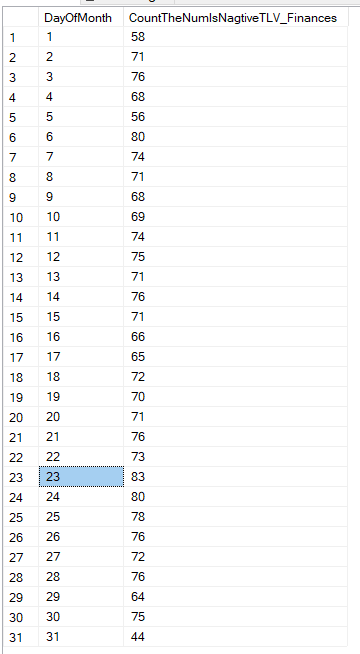 DayOfMonth CountTheNumIsNagtiveTLV_Finances
1 1 58
2 2 71
3 3 76
4 4 68
5 5 56
6 6 80
7 7 74
8 8 71
9 9 68
10 10 69
11 11 74
12 12 75
13 13 71
14 14 76
15 15 71
16 16 66
17 17 65
18 18 72
19 19 70
20 20 71
21 21 76
22 22 73
23 23 83
24 24 80
25 25 78
26 26 76
27 27 72
28 28 76
29 29 64
30 30 75
31 31 44